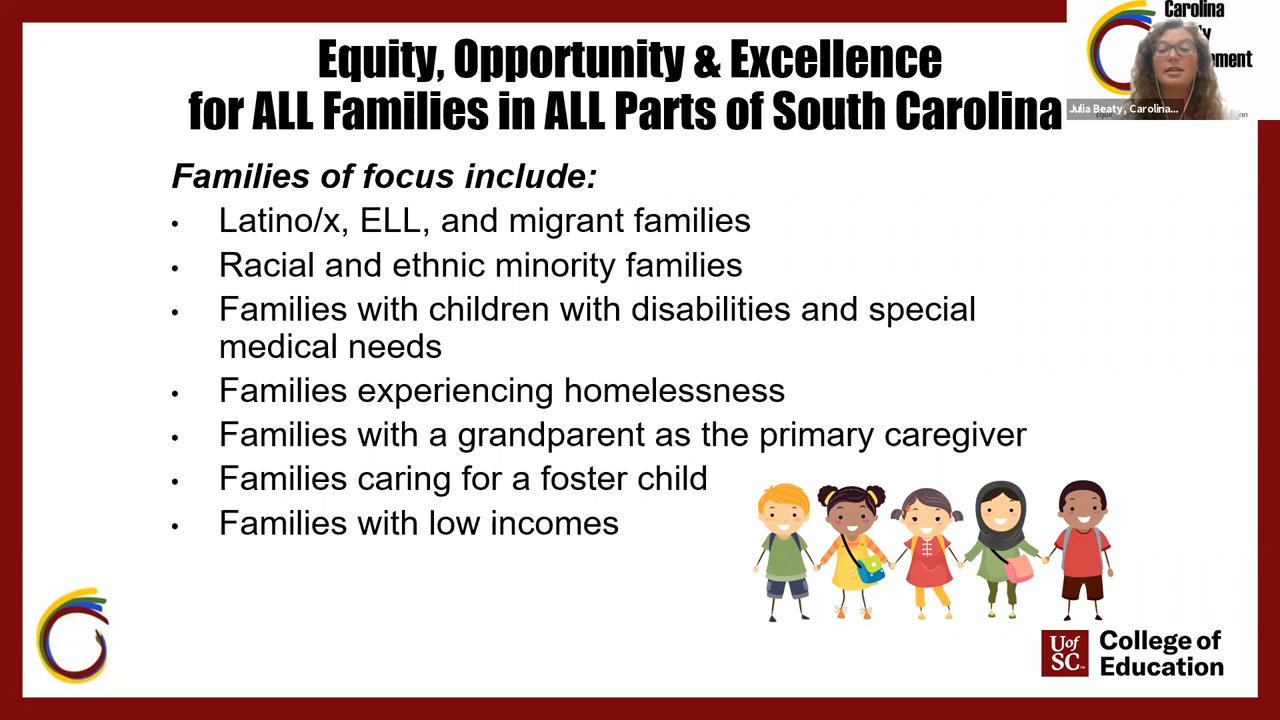 Equity, Opportunity & Excellence
for ALL Families in ALL Parts of South Carolina
Carolina
ement
Julia Beaty, Carolina...
Families of focus include:
• Latino/x, ELL, and migrant families
• Racial and ethnic minority families
• Families with children with disabilities and special
medical needs
• Families experiencing homelessness
• Families with a grandparent as the primary caregiver
• Families caring for a foster child
• Families with low incomes
UofSC
College of
Education